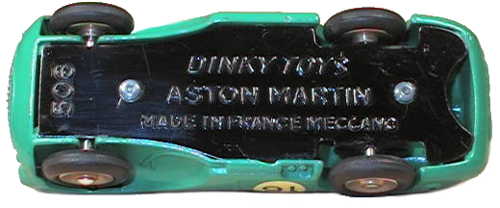 DINKY TOYS
ASTON MARTIN
MADE IN FRANCE MECCANO
506